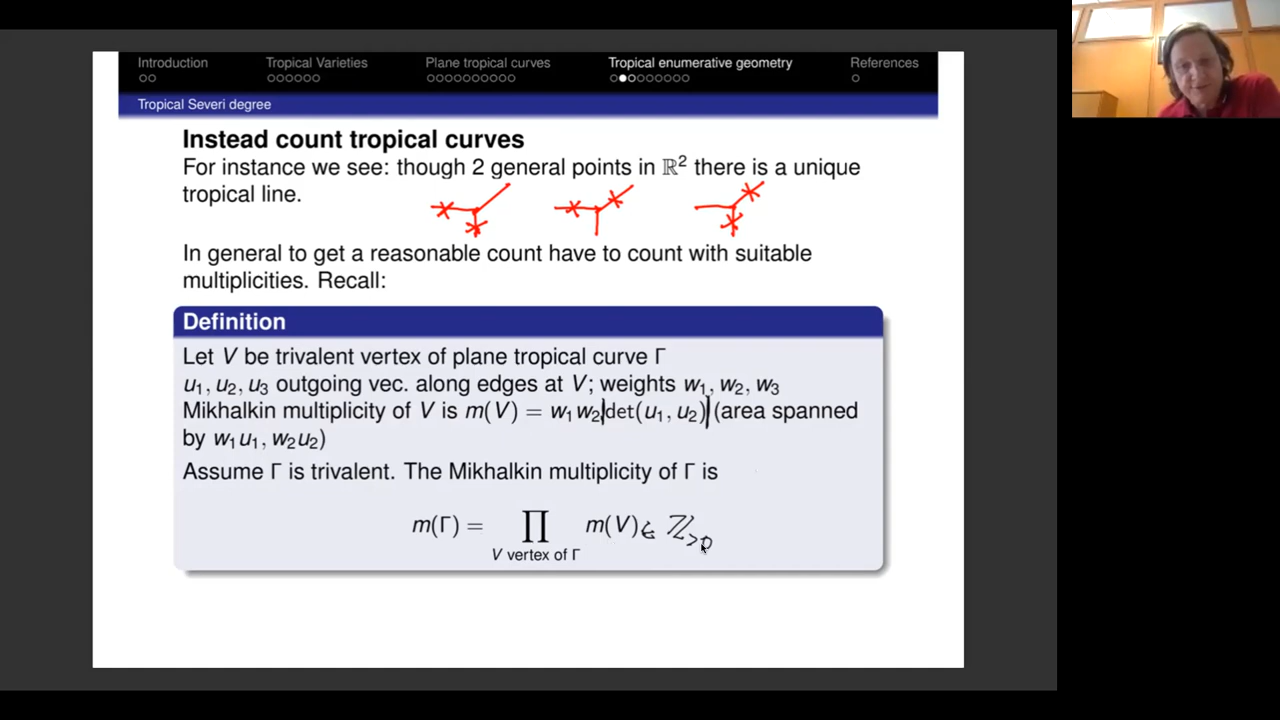 Introduction Tropical Varieties Plane tropical curves Tropical enumerative geometry References
Tropical Severi degree
Instead count tropical curves
For instance we see: though 2 general points in ℝ² there is a unique
tropical line.
In general to get a reasonable count have to count with suitable
multiplicities. Recall:
Definition
Let V be trivalent vertex of plane tropical curve Γ
u₁, u₂, u₃ outgoing vec. along edges at V; weights w₁, w₂, w₃
Mikhalkin multiplicity of V is m(V) = w₁w₂|det(u₁, u₂)| (area spanned
by w₁u₁, w₂u₂)
Assume Γ is trivalent. The Mikhalkin multiplicity of Γ is
m(Γ) = ∏ m(V) ∈ ℤ>0
V vertex of Γ